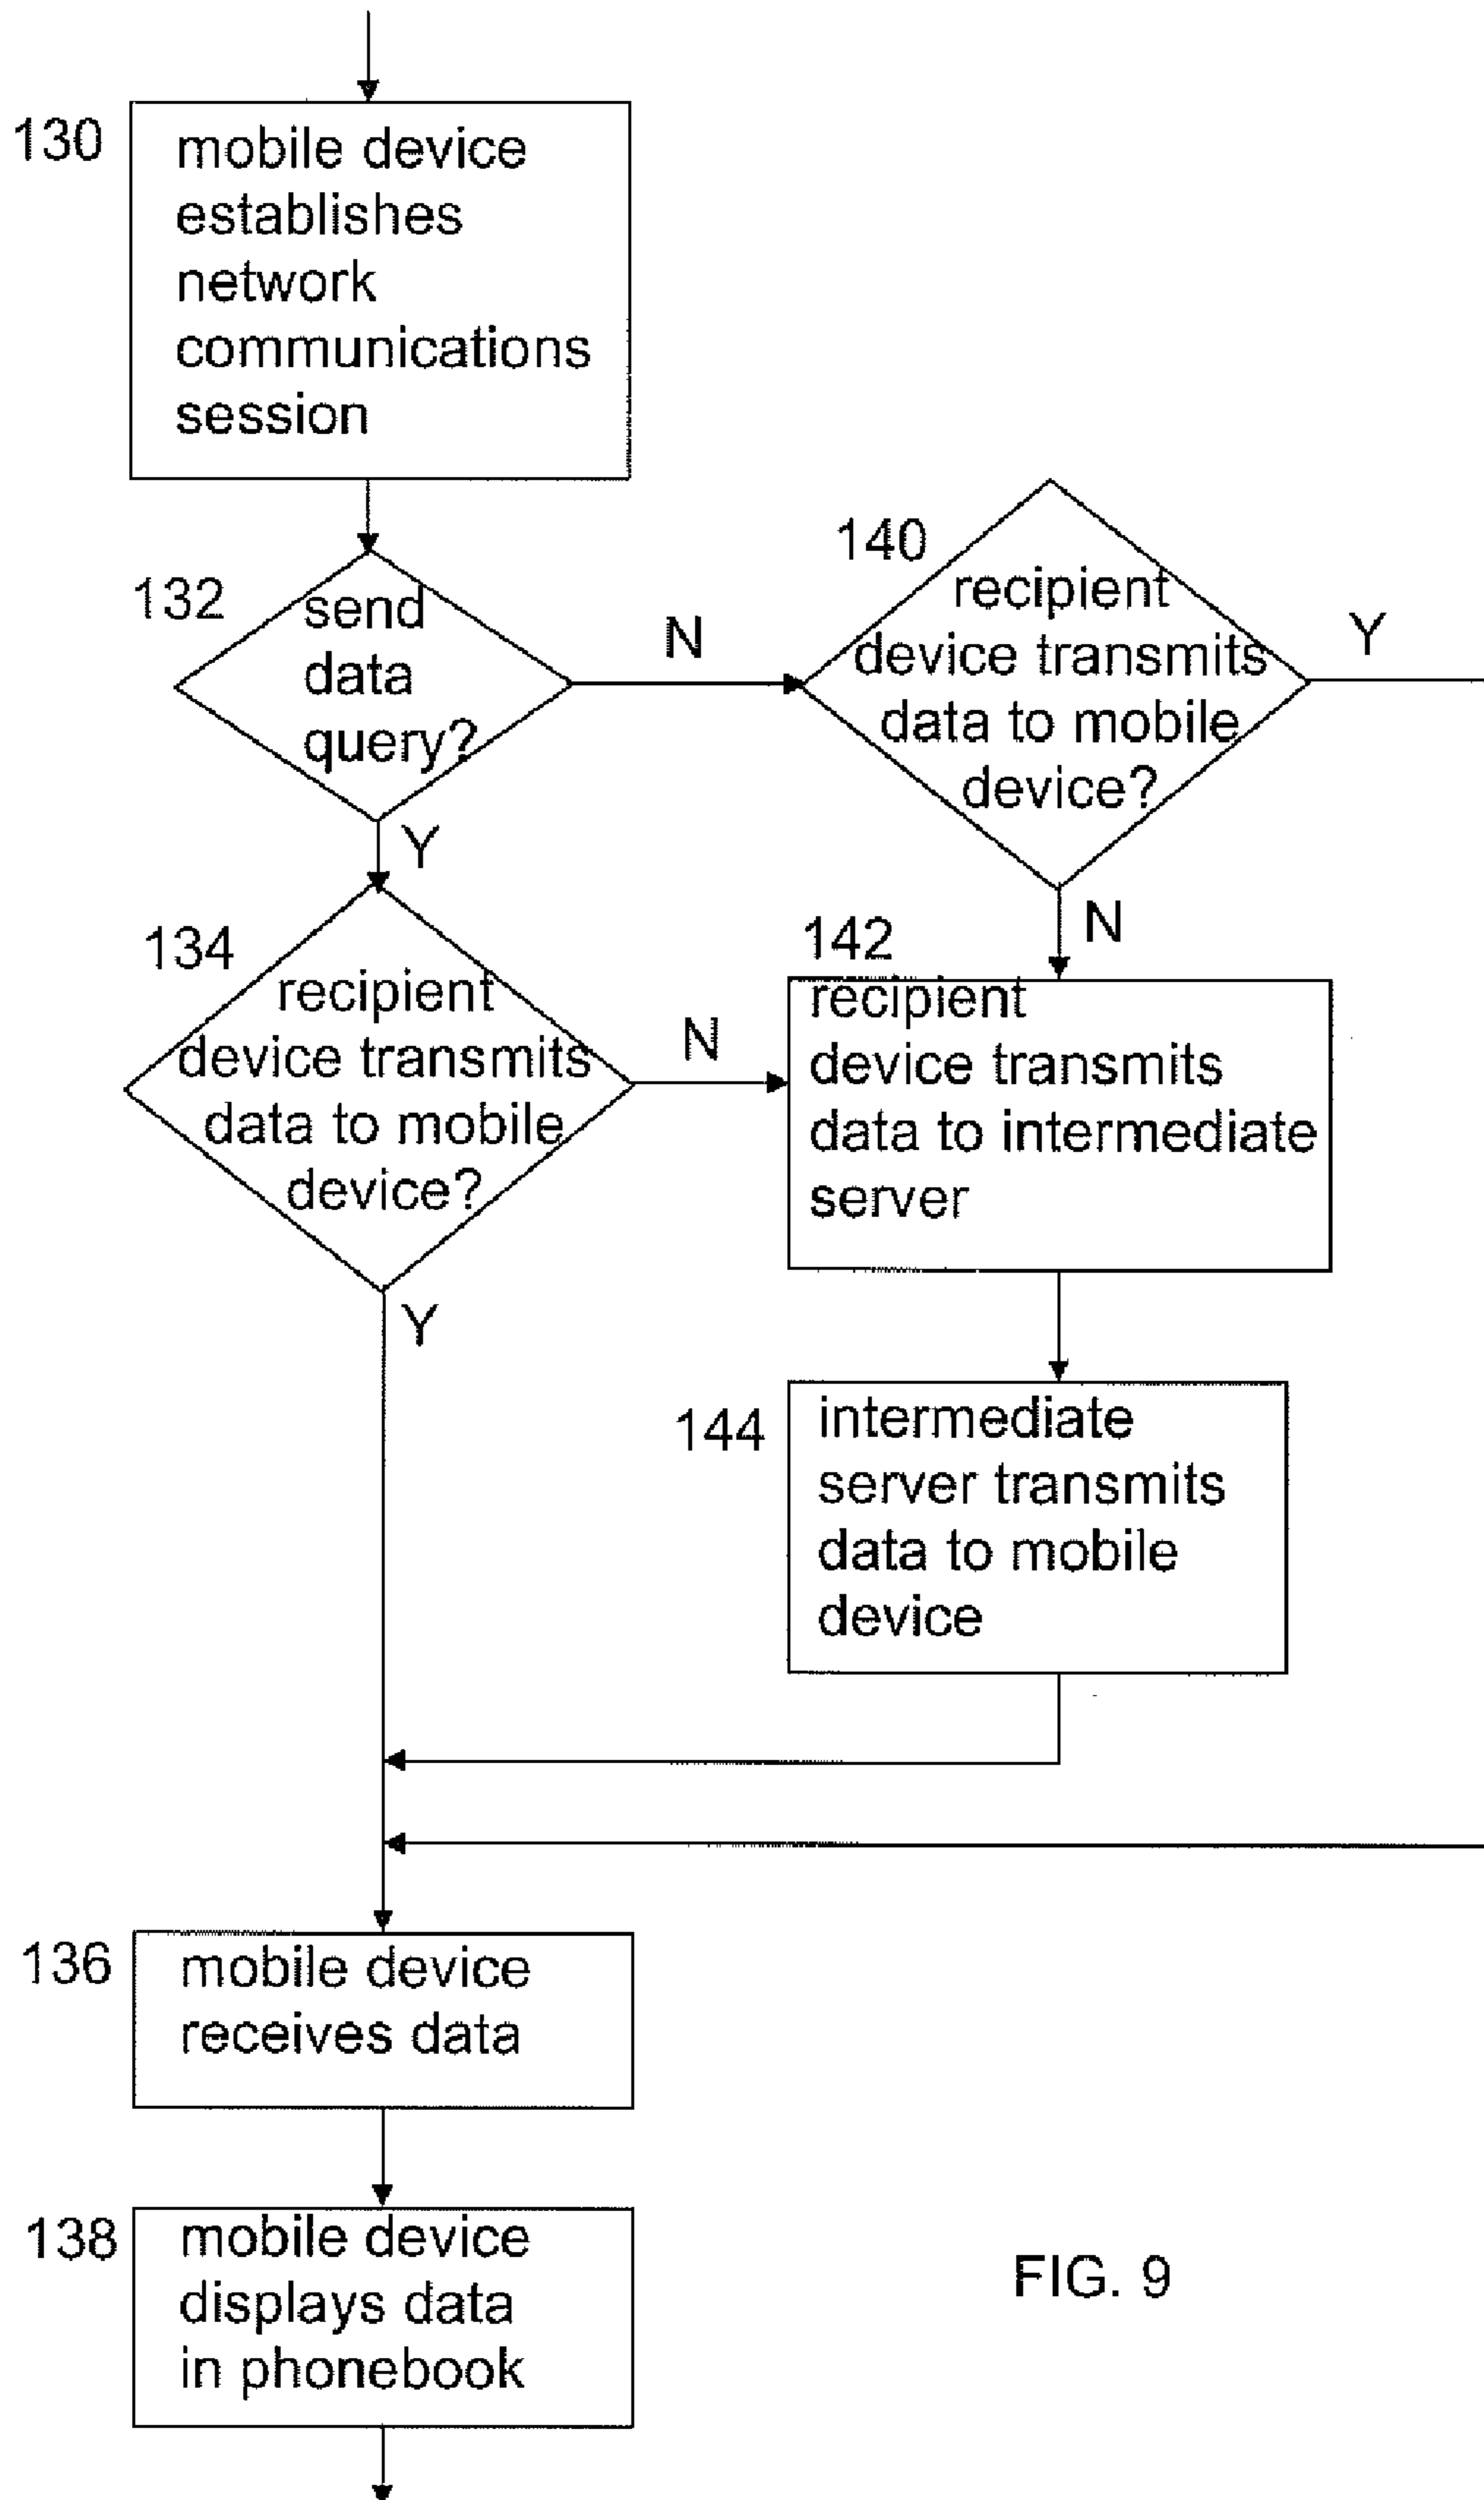 130
mobile device
establishes
network
communications
session
132
send
data
query?
N
Y
140
recipient
device transmits
data to mobile
device?
Y
N
134
recipient
device transmits
data to mobile
device?
N
Y
142
recipient
device transmits
data to intermediate
server
144
intermediate
server transmits
data to mobile
device
136
mobile device
receives data
138
mobile device
displays data
in phonebook
FIG. 9